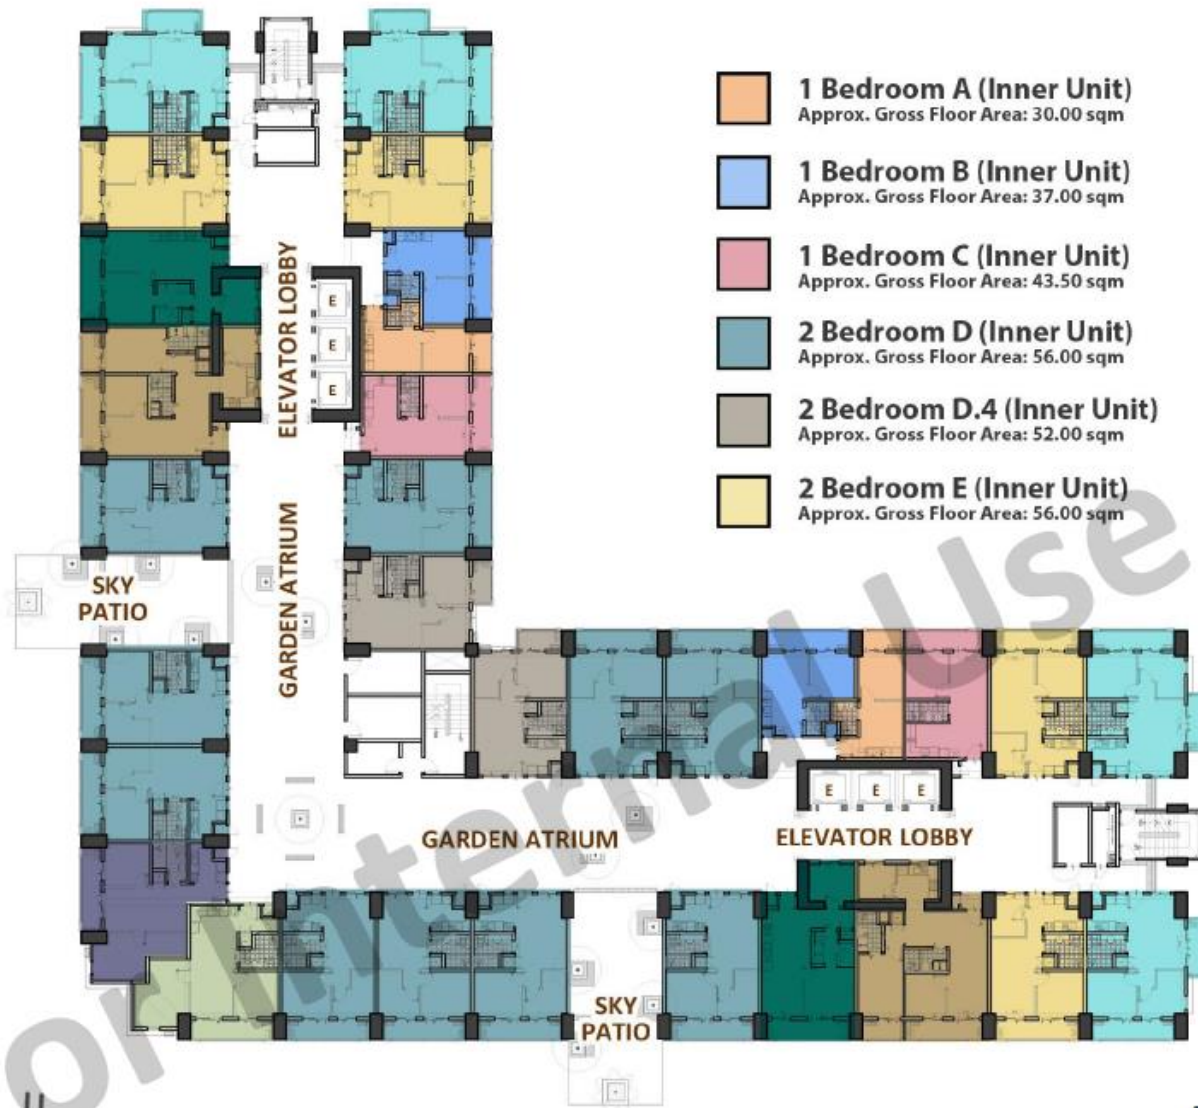 1 Bedroom A (Inner Unit)
Approx. Gross Floor Area: 30.00 sqm
1 Bedroom B (Inner Unit)
Approx. Gross Floor Area: 37.00 sqm
1 Bedroom C (Inner Unit)
Approx. Gross Floor Area: 43.50 sqm
2 Bedroom D (Inner Unit)
Approx. Gross Floor Area: 56.00 sqm
2 Bedroom D.4 (Inner Unit)
Approx. Gross Floor Area: 52.00 sqm
2 Bedroom E (Inner Unit)
Approx. Gross Floor Area: 56.00 sqm
ELEVATOR LOBBY
E
E
E
GARDEN ATRIUM
SKY
PATIO
E E E
GARDEN ATRIUM
ELEVATOR LOBBY
SKY
PATIO
or Internal Use